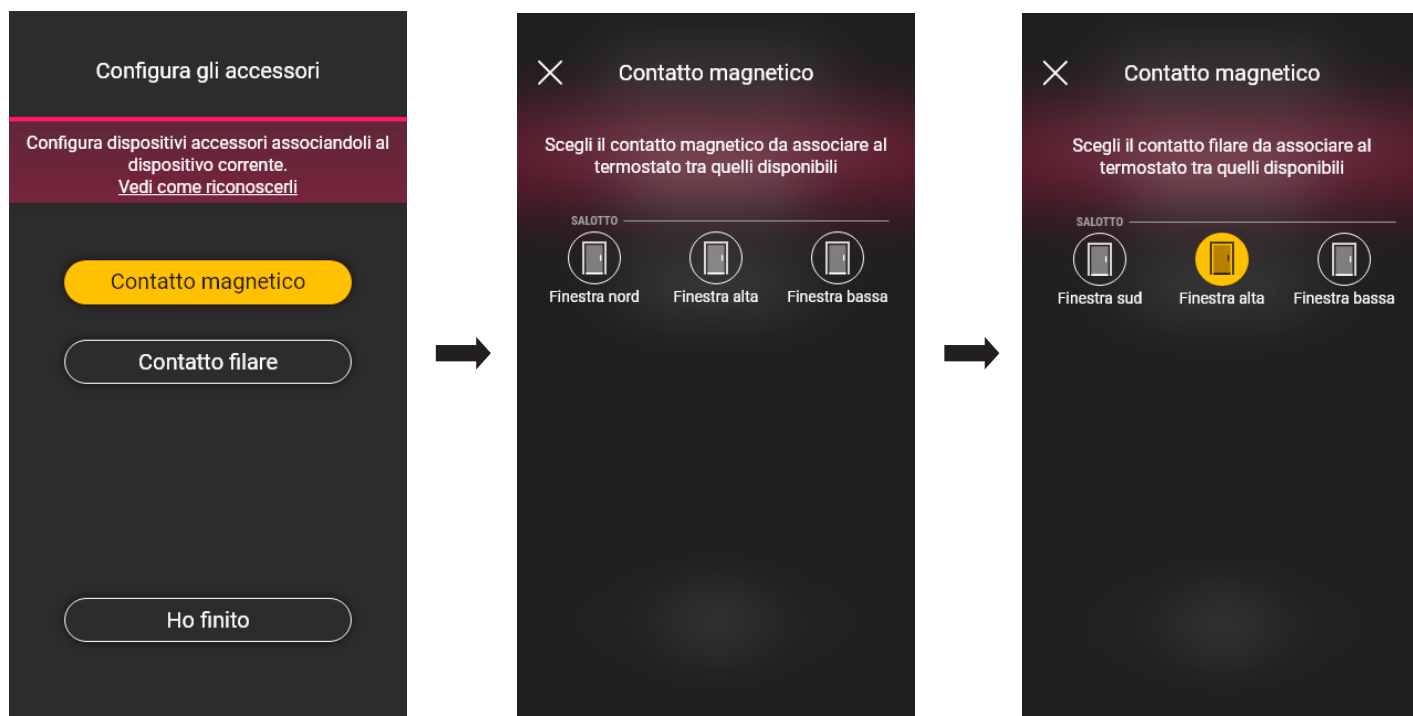 Configura gli accessori
Configura dispositivi accessori associandoli al
dispositivo corrente.
Vedi come riconoscerli
Contatto magnetico
Contatto filare
Ho finito
Contatto magnetico
Scegli il contatto magnetico da associare al
termostato tra quelli disponibili
SALOTTO
Finestra nord
Finestra alta
Finestra bassa
Contatto magnetico
Scegli il contatto filare da associare al
termostato tra quelli disponibili
SALOTTO
Finestra sud
Finestra alta
Finestra bassa